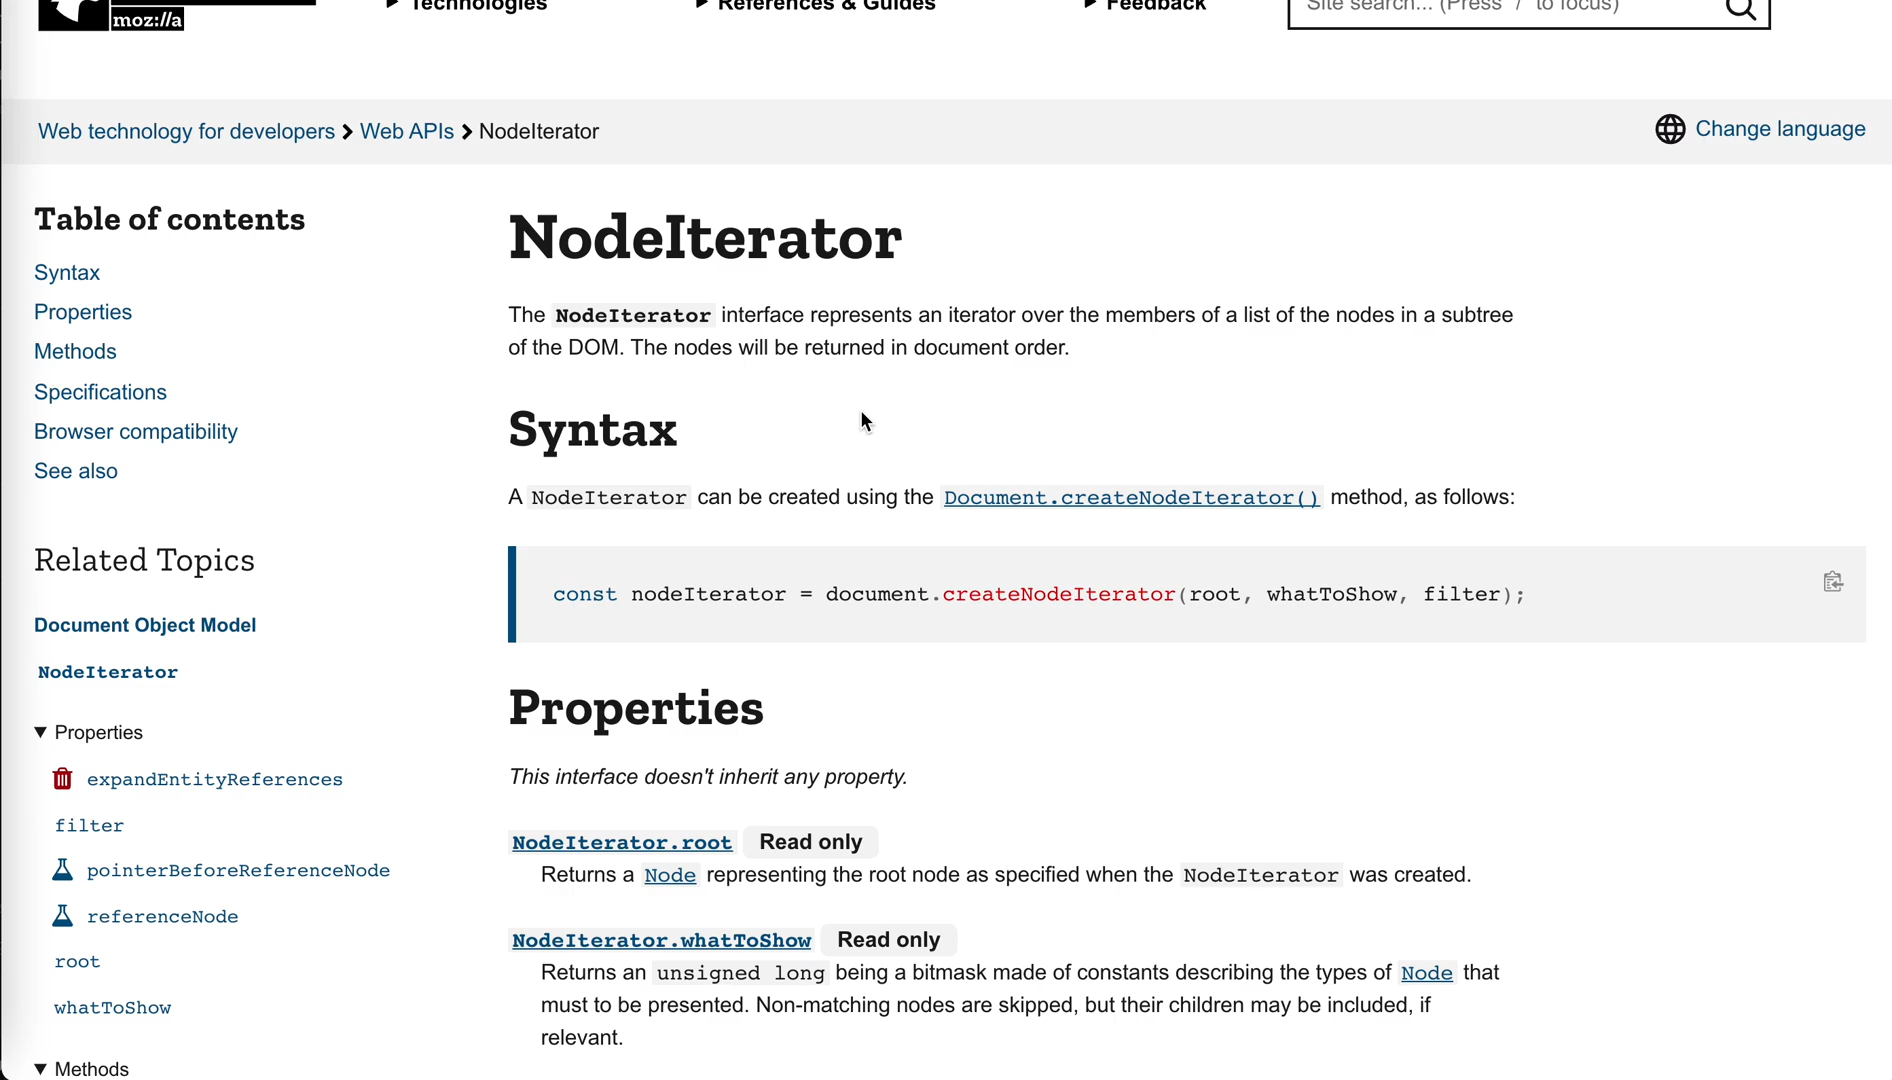 moz://a
Technologies
References & Guides
Feedback
Site search... (Press "/" to focus)
Web technology for developers > Web APIs > NodeIterator
Change language
Table of contents
Syntax
Properties
Methods
Specifications
Browser compatibility
See also
Related Topics
Document Object Model
NodeIterator
▼ Properties
expandEntityReferences
filter
pointerBeforeReferenceNode
referenceNode
root
whatToShow
▼ Methods
NodeIterator
The NodeIterator interface represents an iterator over the members of a list of the nodes in a subtree
of the DOM. The nodes will be returned in document order.
Syntax
A NodeIterator can be created using the Document.createNodeIterator() method, as follows:
const nodeIterator = document.createNodeIterator(root, whatToShow, filter);
Properties
This interface doesn't inherit any property.
NodeIterator.root Read only
Returns a Node representing the root node as specified when the NodeIterator was created.
NodeIterator.whatToShow Read only
Returns an unsigned long being a bitmask made of constants describing the types of Node that
must to be presented. Non-matching nodes are skipped, but their children may be included, if
relevant.